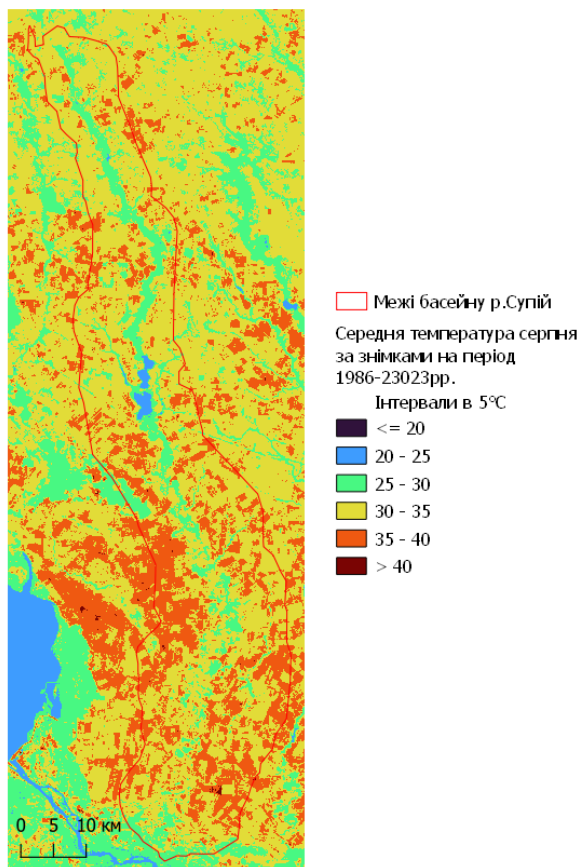 Межі басейну р.Супій
Середня температура серпня
за знімками на період
1986-23023рр.
Інтервали в 5°C
<= 20
20 - 25
25 - 30
30 - 35
35 - 40
> 40
0 5 10 км